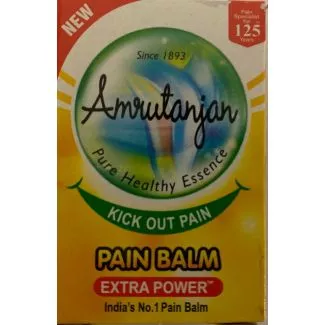 NEW
Pain
Specialist
for
125
Years
Since 1893
Amrutanjan
Pure Healthy Essence
KICK OUT PAIN
PAIN BALM
EXTRA POWER™
India's No.1 Pain Balm